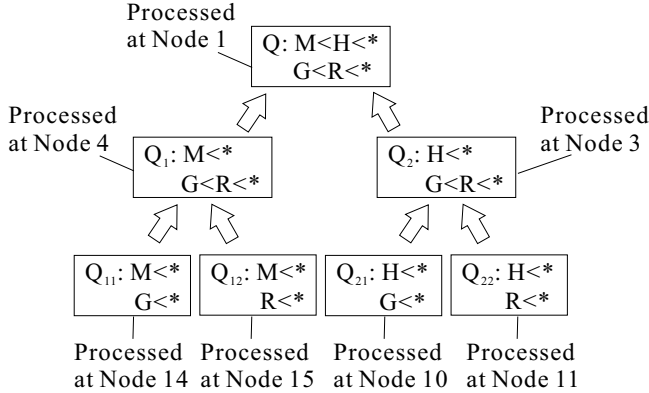 Processed
at Node 1
Q: M<H<*
G<R<*
Processed
at Node 4
Q₁: M<*
G<R<*
Q₂: H<*
G<R<*
Processed
at Node 3
Q₁₁: M<*
G<*
Q₁₂: M<*
R<*
Q₂₁: H<*
G<*
Q₂₂: H<*
R<*
Processed
at Node 14
Processed
at Node 15
Processed
at Node 10
Processed
at Node 11